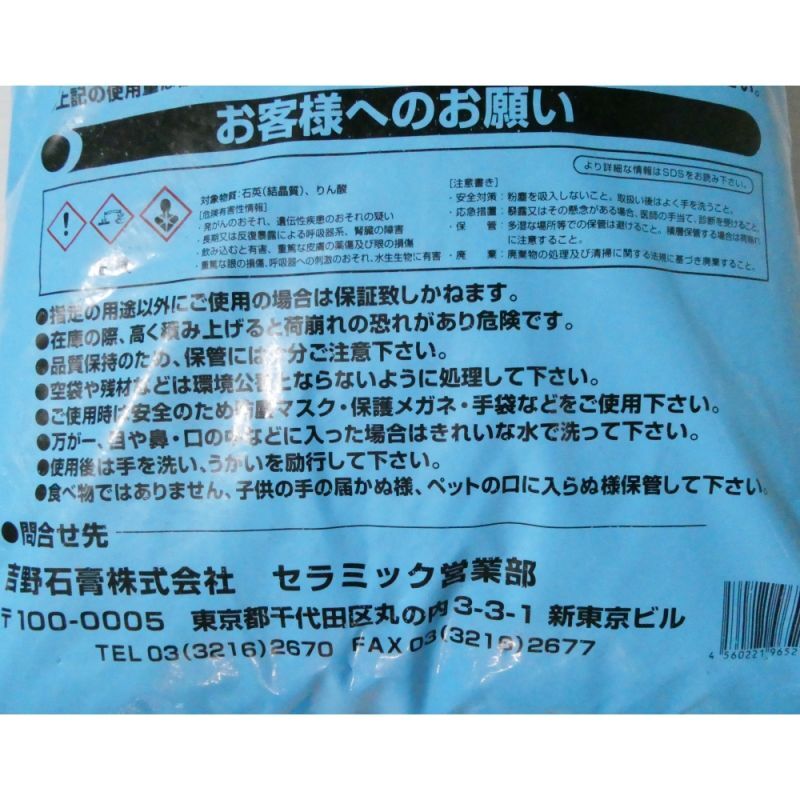 上記の使用量は
い。
お客様へのお願い
より詳細な情報はSDSをお読み下さい。
対象物質：石英(結晶質)、りん酸
[危険有害性情報]
・発がんのおそれ、遺伝性疾患のおそれの疑い
・長期又は反復暴露による呼吸器系、腎臓の障害
・飲み込むと有害、重篤な皮膚の薬傷及び眼の損傷
・重篤な眼の損傷、呼吸器への刺激のおそれ、水生生物に有害
[注意書き]
・安全対策：粉塵を吸入しないこと。取扱い後はよく手を洗うこと。
・応急措置：暴露又はその懸念がある場合、医師の手当て、診断を受けること。
・保　管：多湿な場所等での保管は避けること。積層保管する場合は荷崩れに注意すること。
・廃　棄：廃棄物の処理及び清掃に関する法規に基づき廃棄すること。
●指定の用途以外にご使用の場合は保証致しかねます。
●在庫の際、高く積み上げると荷崩れの恐れがあり危険です。
●品質保持のため、保管には十分ご注意下さい。
●空袋や残材などは環境公害とならないように処理して下さい。
●ご使用時は安全のため防塵マスク・保護メガネ・手袋などをご使用下さい。
●万が一、目や鼻・口の中などに入った場合はきれいな水で洗って下さい。
●使用後は手を洗い、うがいを励行して下さい。
●食べ物ではありません、子供の手の届かぬ様、ペットの口に入らぬ様保管して下さい。
●問合せ先
吉野石膏株式会社　セラミック営業部
〒100-0005　東京都千代田区丸の内3-3-1 新東京ビル
TEL 03(3216)2670 FAX 03(3216)2677
4 560221 9652